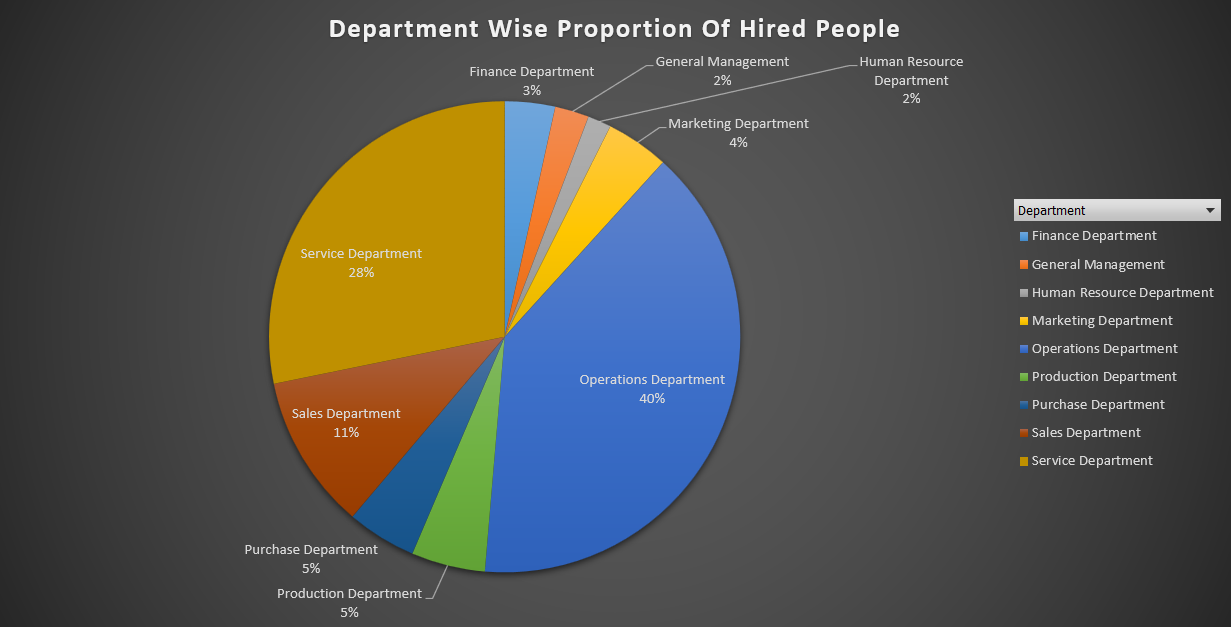 Department Wise Proportion Of Hired People
Finance Department
3%
General Management
2%
Human Resource
Department
2%
Marketing Department
4%
Service Department
28%
Operations Department
40%
Sales Department
11%
Purchase Department
5%
Production Department
5%
Department
Finance Department
General Management
Human Resource Department
Marketing Department
Operations Department
Production Department
Purchase Department
Sales Department
Service Department